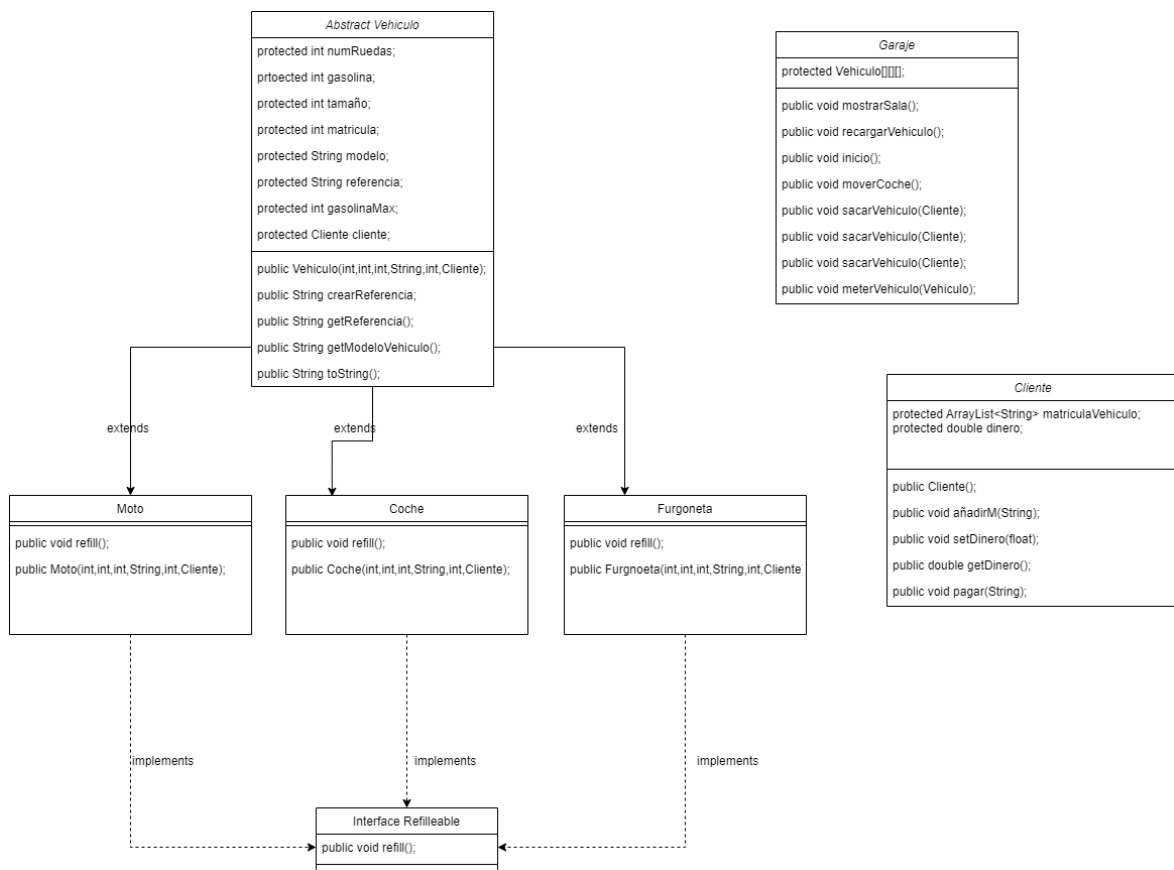 Abstract Vehiculo
protected int numRuedas;
prtoected int gasolina;
protected int tamaño;
protected int matricula;
protected String modelo;
protected String referencia;
protected int gasolinaMax;
protected Cliente cliente;
public Vehiculo(int,int,int,String,int,Cliente);
public String crearReferencia;
public String getReferencia();
public String getModeloVehiculo();
public String toString();
Garaje
protected Vehiculo[][][];
public void mostrarSala();
public void recargarVehiculo();
public void inicio();
public void moverCoche();
public void sacarVehiculo(Cliente);
public void sacarVehiculo(Cliente);
public void sacarVehiculo(Cliente);
public void meterVehiculo(Vehiculo);
Cliente
protected ArrayList<String> matriculaVehiculo;
protected double dinero;
public Cliente();
public void añadirM(String);
public void setDinero(float);
public double getDinero();
public void pagar(String);
extends
extends
extends
Moto
public void refill();
public Moto(int,int,int,String,int,Cliente);
Coche
public void refill();
public Coche(int,int,int,String,int,Cliente);
Furgoneta
public void refill();
public Furgnoeta(int,int,int,String,int,Cliente
implements
implements
implements
Interface Refilleable
public void refill();